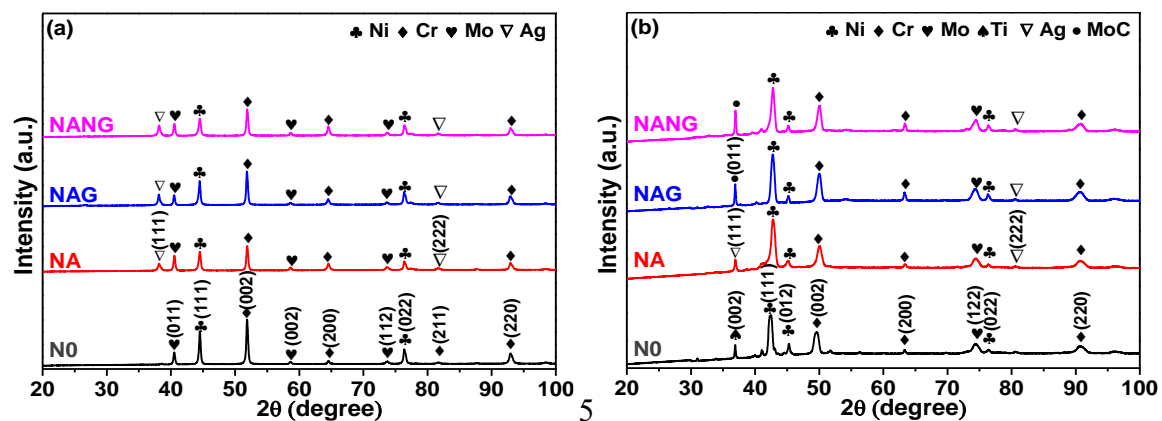 (a)
♣ Ni ♦ Cr ♥ Mo ▽ Ag
NANG
NAG
NA
N0
(111)
(222)
(011)
(111)
(002)
(002)
(200)
(112)
(022)
(211)
(220)
Intensity (a.u.)
20 30 40 50 60 70 80 90 100
2θ (degree)
5
(b)
♣ Ni ♦ Cr ♥ Mo ♠ Ti ▽ Ag ● MoC
NANG
(011)
NAG
(111)
(222)
NA
N0
(002)
(111)
(012)
(002)
(200)
(122)
(022)
(220)
Intensity (a.u.)
20 30 40 50 60 70 80 90 100
2θ (degree)